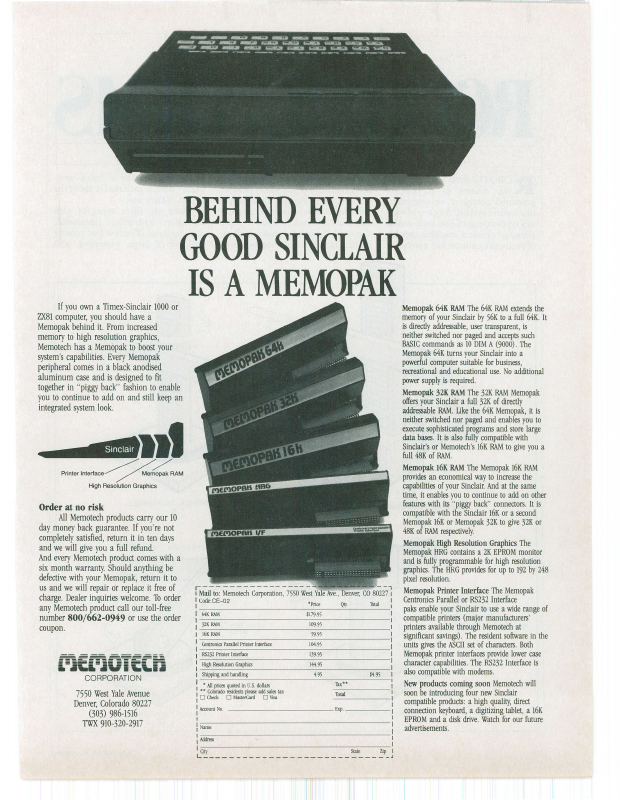 BEHIND EVERY
GOOD SINCLAIR
IS A MEMOPAK
If you own a Timex-Sinclair 1000 or
ZX81 computer, you should have a
Memopak behind it. From increased
memory to high resolution graphics,
Memotech has a Memopak to boost your
system's capabilities. Every Memopak
peripheral comes in a black anodised
aluminum case and is designed to fit
together in "piggy back" fashion to enable
you to continue to add on and still keep an
integrated system look.
Sinclair
Printer Interface
Memopak RAM
High Resolution Graphics
Order at no risk
All Memotech products carry our 10
day money back guarantee. If you're not
completely satisfied, return it in ten days
and we will give you a full refund.
And every Memotech product comes with a
six month warranty. Should anything be
defective with your Memopak, return it to
us and we will repair or replace it free of
charge. Dealer inquiries welcome. To order
any Memotech product call our toll-free
number 800/662-0949 or use the order
coupon.
MEMOTECH
CORPORATION
7550 West Yale Avenue
Denver, Colorado 80227
(303) 986-1516
TWX 910-320-2917
MEMOPAK 64K
MEMOPAK 32K
MEMOPAK 16K
MEMOPAK HRG
MEMOPAK I/F
Mail to: Memotech Corporation, 7550 West Yale Ave., Denver, CO 80227
Code CE-02
*Price Qty. Total
64K RAM $179.95
32K RAM 109.95
16K RAM 59.95
Centronics Parallel Printer Interface 104.95
RS232 Printer Interface 139.95
High Resolution Graphics 144.95
Shipping and handling 4.95 $4.95
* All prices quoted in U.S. dollars Tax**
** Colorado residents please add sales tax
☐ Check ☐ MasterCard ☐ Visa Total
Account No. Exp.
Name
Address
City State Zip
Memopak 64K RAM The 64K RAM extends the
memory of your Sinclair by 56K to a full 64K. It
is directly addressable, user transparent, is
neither switched nor paged and accepts such
BASIC commands as 10 DIM A (9000). The
Memopak 64K turns your Sinclair into a
powerful computer suitable for business,
recreational and educational use. No additional
power supply is required.
Memopak 32K RAM The 32K RAM Memopak
offers your Sinclair a full 32K of directly
addressable RAM. Like the 64K Memopak, it is
neither switched nor paged and enables you to
execute sophisticated programs and store large
data bases. It is also fully compatible with
Sinclair's or Memotech's 16K RAM to give you a
full 48K of RAM.
Memopak 16K RAM The Memopak 16K RAM
provides an economical way to increase the
capabilities of your Sinclair. And at the same
time, it enables you to continue to add on other
features with its "piggy back" connectors. It is
compatible with the Sinclair 16K or a second
Memopak 16K or Memopak 32K to give 32K or
48K of RAM respectively.
Memopak High Resolution Graphics The
Memopak HRG contains a 2K EPROM monitor
and is fully programmable for high resolution
graphics. The HRG provides for up to 192 by 248
pixel resolution.
Memopak Printer Interface The Memopak
Centronics Parallel or RS232 Interface
paks enable your Sinclair to use a wide range of
compatible printers (major manufacturers'
printers available through Memotech at
significant savings). The resident software in the
units gives the ASCII set of characters. Both
Memopak printer interfaces provide lower case
character capabilities. The RS232 Interface is
also compatible with modems.
New products coming soon Memotech will
soon be introducing four new Sinclair
compatible products: a high quality, direct
connection keyboard, a digitizing tablet, a 16K
EPROM and a disk drive. Watch for our future
advertisements.